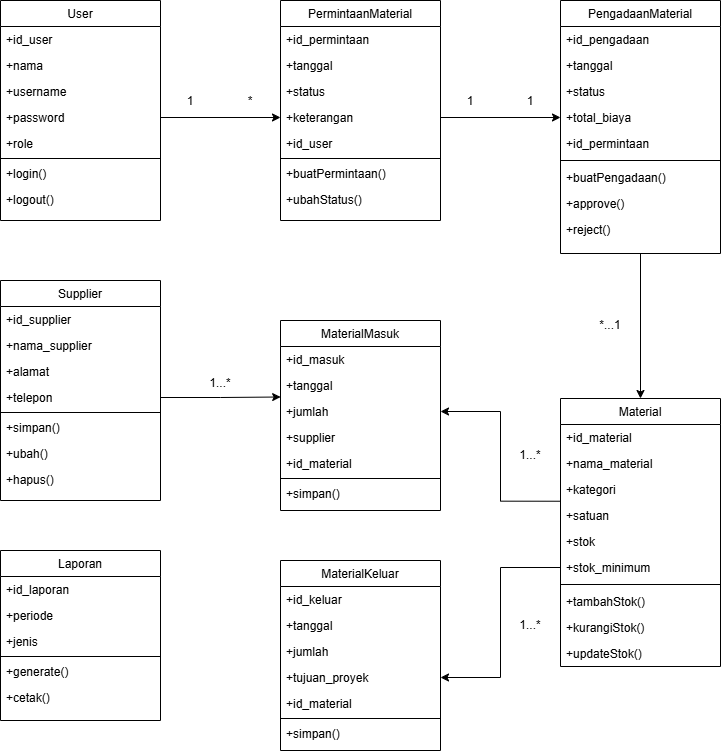 User
+id_user
+nama
+username
+password
+role
+login()
+logout()
1
*
PermintaanMaterial
+id_permintaan
+tanggal
+status
+keterangan
+id_user
+buatPermintaan()
+ubahStatus()
1
1
PengadaanMaterial
+id_pengadaan
+tanggal
+status
+total_biaya
+id_permintaan
+buatPengadaan()
+approve()
+reject()
*...1
Supplier
+id_supplier
+nama_supplier
+alamat
+telepon
+simpan()
+ubah()
+hapus()
1...*
MaterialMasuk
+id_masuk
+tanggal
+jumlah
+supplier
+id_material
+simpan()
1...*
Material
+id_material
+nama_material
+kategori
+satuan
+stok
+stok_minimum
+tambahStok()
+kurangiStok()
+updateStok()
Laporan
+id_laporan
+periode
+jenis
+generate()
+cetak()
MaterialKeluar
+id_keluar
+tanggal
+jumlah
+tujuan_proyek
+id_material
+simpan()
1...*